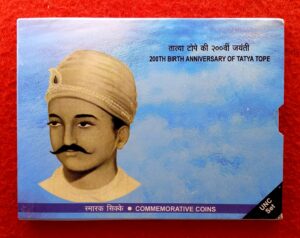 तात्या टोपे की २००वीं जयंती
200TH BIRTH ANNIVERSARY OF TATYA TOPE
स्मारक सिक्के • COMMEMORATIVE COINS
UNC
Set